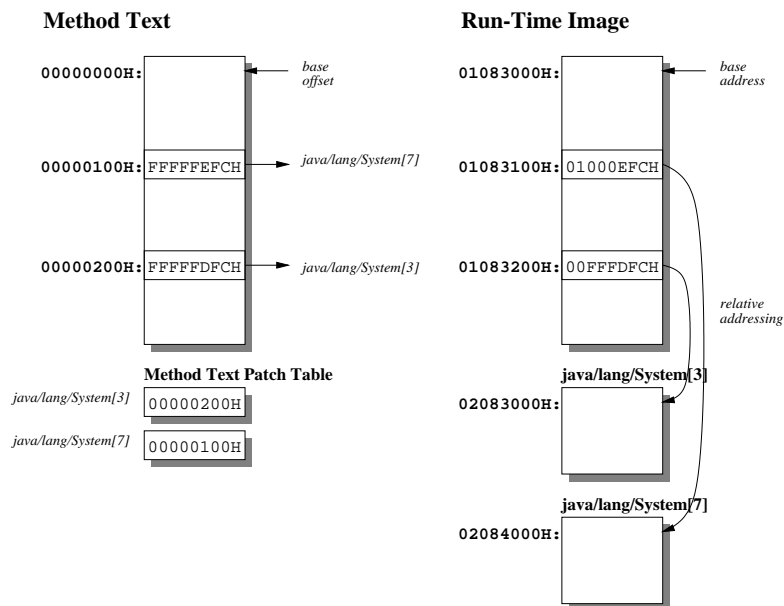 Method Text
Run-Time Image
00000000H:
base
offset
01083000H:
base
address
00000100H:
FFFFFEFCH
java/lang/System[7]
01083100H:
01000EFCH
00000200H:
FFFFFDFCH
java/lang/System[3]
01083200H:
00FFFDFCH
relative
addressing
Method Text Patch Table
java/lang/System[3]
00000200H
java/lang/System[7]
00000100H
java/lang/System[3]
02083000H:
java/lang/System[7]
02084000H: